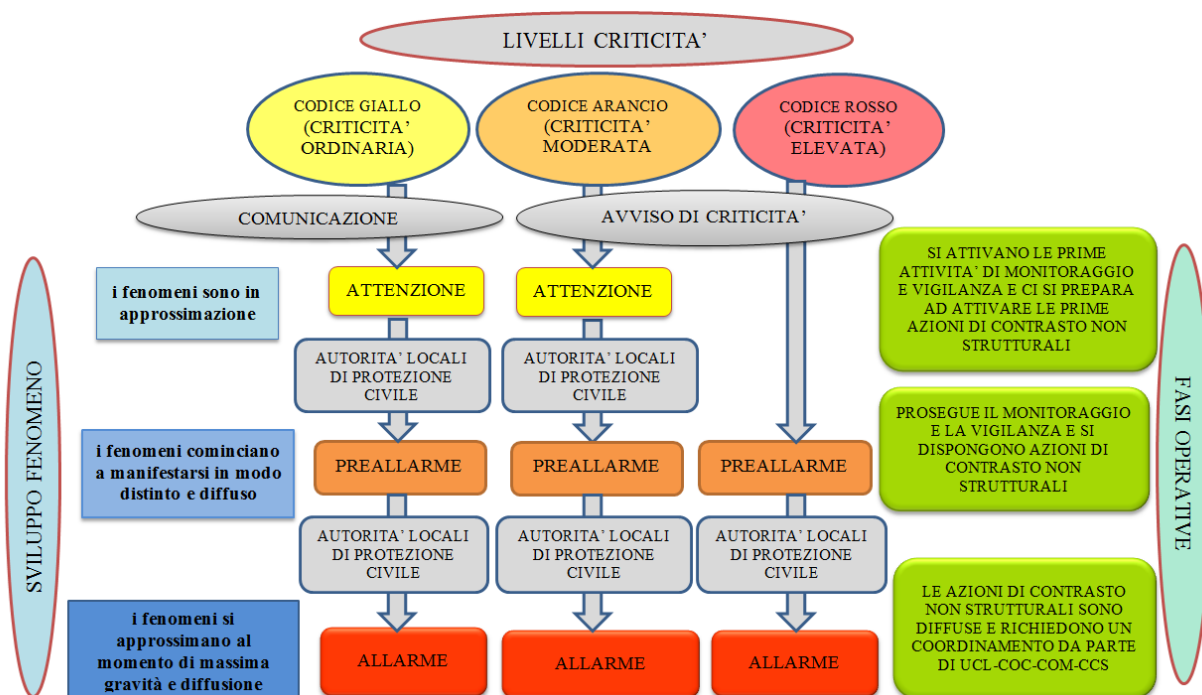 LIVELLI CRITICITA’
CODICE GIALLO
(CRITICITA’
ORDINARIA)
CODICE ARANCIO
(CRITICITA’
MODERATA
CODICE ROSSO
(CRITICITA’
ELEVATA)
COMUNICAZIONE
AVVISO DI CRITICITA’
SVILUPPO FENOMENO
i fenomeni sono in
approssimazione
ATTENZIONE
ATTENZIONE
SI ATTIVANO LE PRIME
ATTIVITA’ DI MONITORAGGIO
E VIGILANZA E CI SI PREPARA
AD ATTIVARE LE PRIME
AZIONI DI CONTRASTO NON
STRUTTURALI
FASI OPERATIVE
AUTORITA’ LOCALI
DI PROTEZIONE
CIVILE
AUTORITA’ LOCALI
DI PROTEZIONE
CIVILE
i fenomeni cominciano
a manifestarsi in modo
distinto e diffuso
PREALLARME
PREALLARME
PREALLARME
PROSEGUE IL MONITORAGGIO
E LA VIGILANZA E SI
DISPONGONO AZIONI DI
CONTRASTO NON
STRUTTURALI
AUTORITA’ LOCALI
DI PROTEZIONE
CIVILE
AUTORITA’ LOCALI
DI PROTEZIONE
CIVILE
AUTORITA’ LOCALI
DI PROTEZIONE
CIVILE
i fenomeni si
approssimano al
momento di massima
gravità e diffusione
ALLARME
ALLARME
ALLARME
LE AZIONI DI CONTRASTO
NON STRUTTURALI SONO
DIFFUSE E RICHIEDONO UN
COORDINAMENTO DA PARTE
DI UCL-COC-COM-CCS